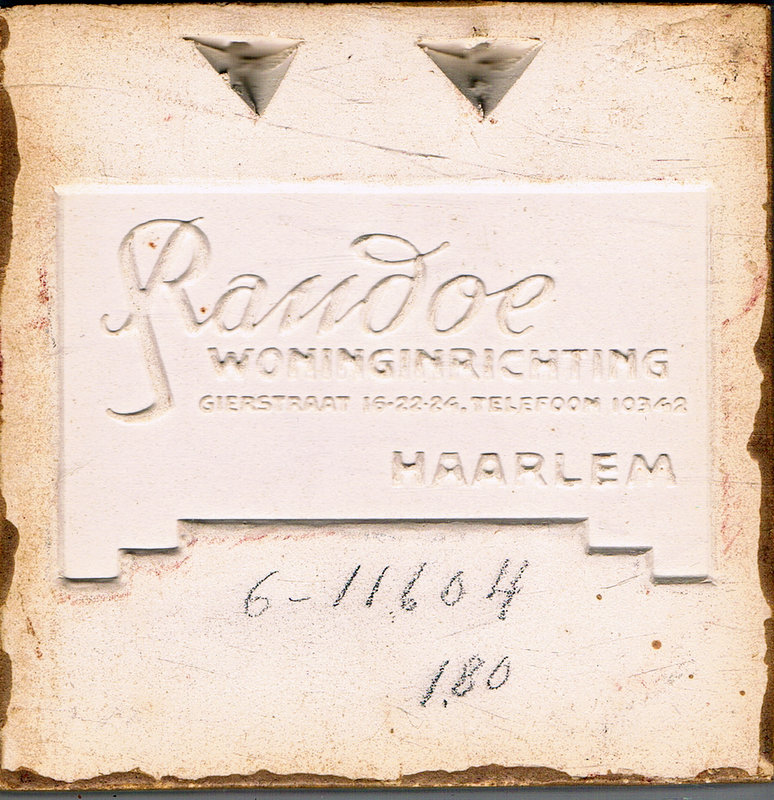 Randoe
WONINGINRICHTING
GIERSTRAAT 16-22-24. TELEFOON 10342
HAARLEM
6-11604
1.80